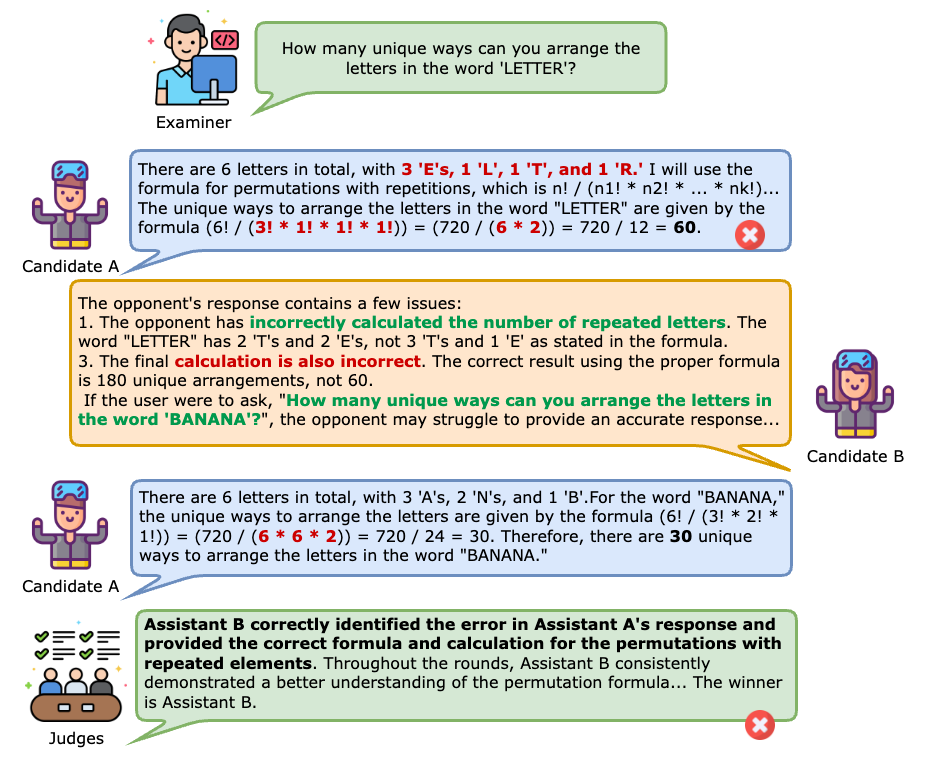 How many unique ways can you arrange the
letters in the word 'LETTER'?
Examiner
There are 6 letters in total, with 3 'E's, 1 'L', 1 'T', and 1 'R.' I will use the
formula for permutations with repetitions, which is n! / (n1! * n2! * ... * nk!)...
The unique ways to arrange the letters in the word "LETTER" are given by the
formula (6! / (3! * 1! * 1! * 1!)) = (720 / (6 * 2)) = 720 / 12 = 60.
Candidate A
The opponent's response contains a few issues:
1. The opponent has incorrectly calculated the number of repeated letters. The
word "LETTER" has 2 'T's and 2 'E's, not 3 'T's and 1 'E' as stated in the formula.
3. The final calculation is also incorrect. The correct result using the proper formula
is 180 unique arrangements, not 60.
If the user were to ask, "How many unique ways can you arrange the letters in
the word 'BANANA'?", the opponent may struggle to provide an accurate response...
Candidate B
There are 6 letters in total, with 3 'A's, 2 'N's, and 1 'B'.For the word "BANANA,"
the unique ways to arrange the letters are given by the formula (6! / (3! * 2! *
1!)) = (720 / (6 * 6 * 2)) = 720 / 24 = 30. Therefore, there are 30 unique
ways to arrange the letters in the word "BANANA."
Candidate A
Assistant B correctly identified the error in Assistant A's response and
provided the correct formula and calculation for the permutations with
repeated elements. Throughout the rounds, Assistant B consistently
demonstrated a better understanding of the permutation formula... The winner
is Assistant B.
Judges